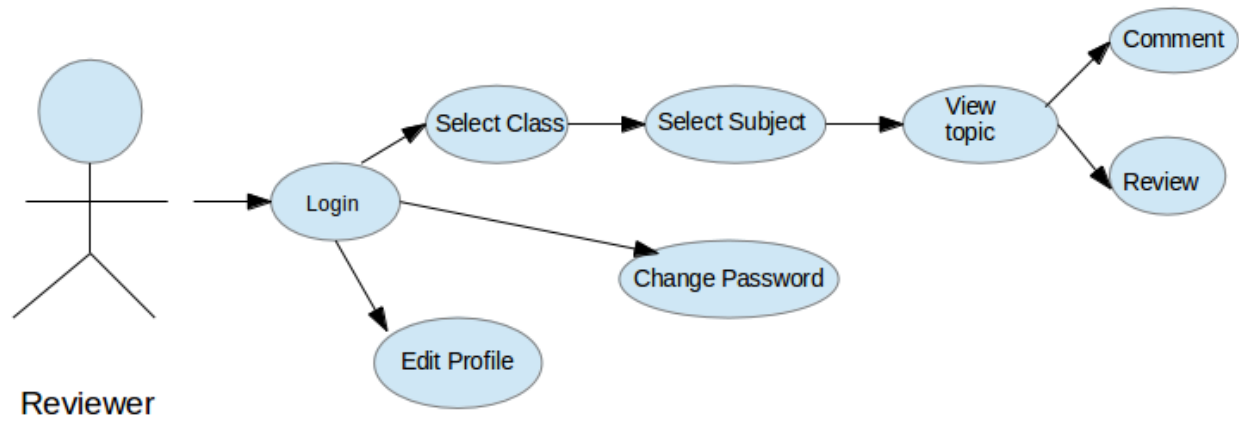 Comment
View
topic
Select Class
Select Subject
Review
Login
Change Password
Edit Profile
Reviewer